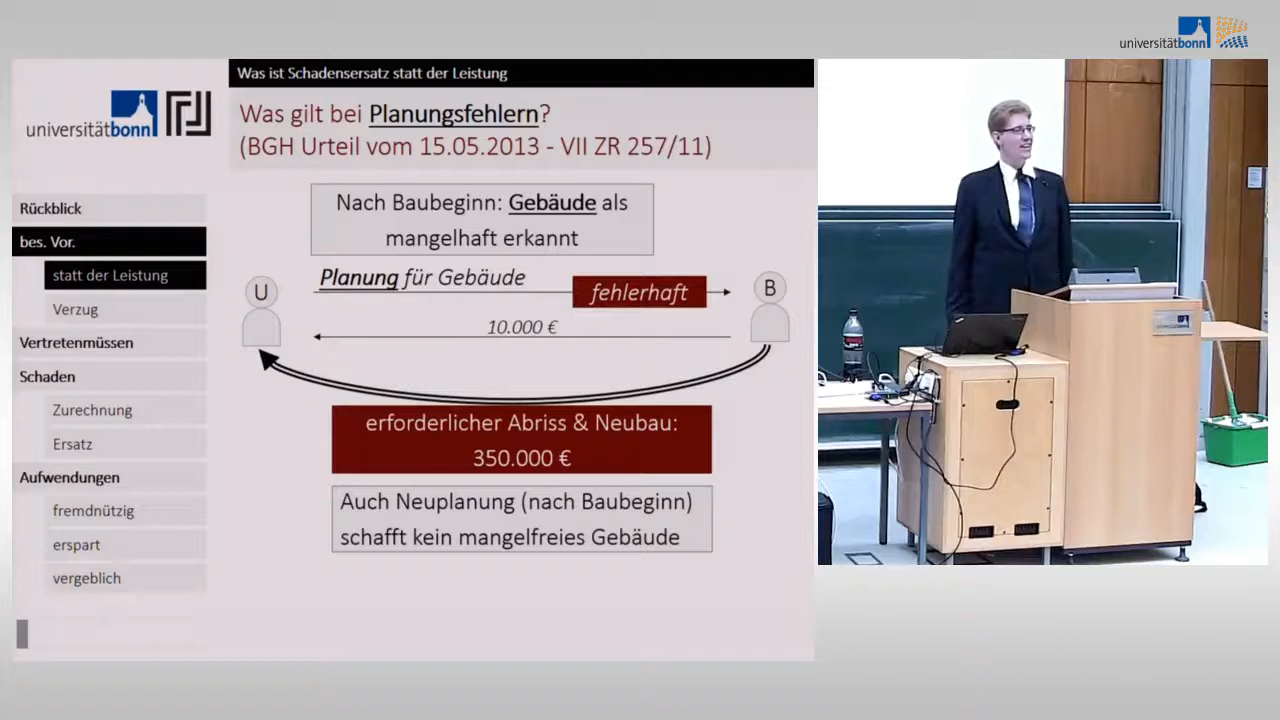 universitätbonn
Was ist Schadensersatz statt der Leistung
universitätbonn
Was gilt bei Planungsfehlern?
(BGH Urteil vom 15.05.2013 - VII ZR 257/11)
Rückblick
bes. Vor.
statt der Leistung
Verzug
Vertretenmüssen
Schaden
Zurechnung
Ersatz
Aufwendungen
fremdnützig
erspart
vergeblich
Nach Baubeginn: Gebäude als
mangelhaft erkannt
Planung für Gebäude
fehlerhaft
U
B
10.000 €
erforderlicher Abriss & Neubau:
350.000 €
Auch Neuplanung (nach Baubeginn)
schafft kein mangelfreies Gebäude